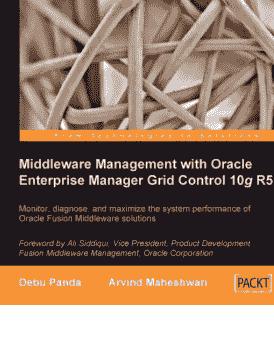 From Technologies to Solutions
Middleware Management with Oracle
Enterprise Manager Grid Control 10g R5
Monitor, diagnose, and maximize the system performance of
Oracle Fusion Middleware solutions
Foreword by Ali Siddiqui, Vice President, Product Development
Fusion Middleware Management, Oracle Corporation
Debu Panda Arvind Maheshwari
PACKT